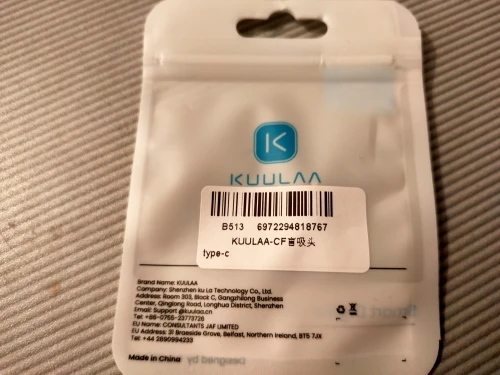 KUULAA
B513 6972294818767
KUULAA-CF盲吸头
type-c
Brand Name: KUULAA
Company: Shenzhen Ku La Technology Co., Ltd.
Address: Room 303, Block C, Gangzhilong Business
Center, Qinglong Road, Longhua District, Shenzhen
Email: Support@kuulaa.cn
Tel: +86-0755-23773726
EU Name: CONSULTANTS JAF LIMITED
EU Address: 31 Braeside Grove, Belfast, Northern Ireland, BT5 7JX
Tel: +44 2890994233
Made in China
Designed by